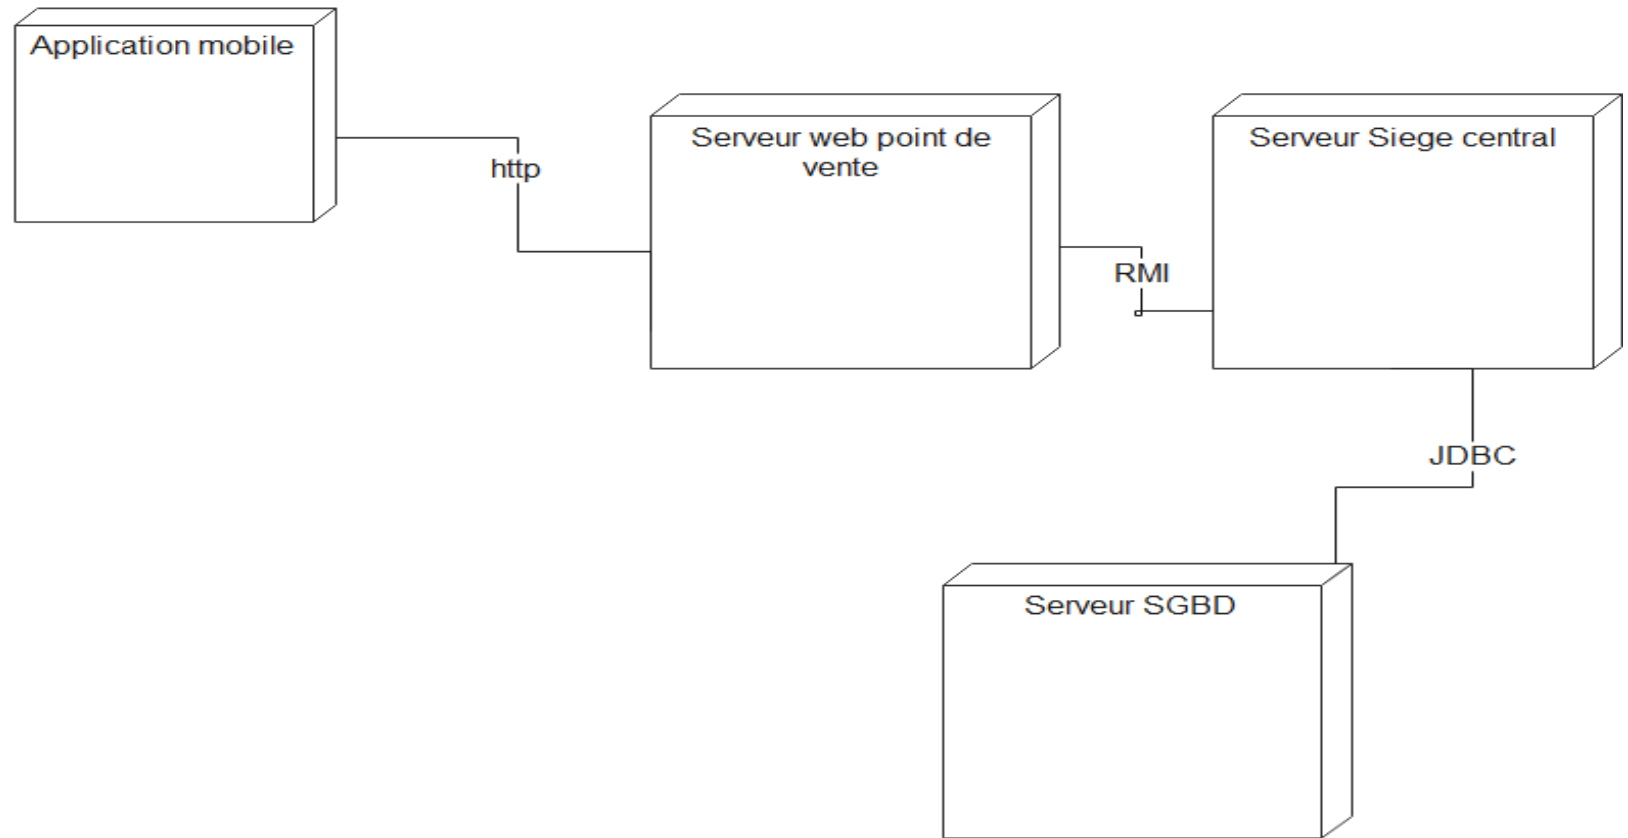 Application mobile
http
Serveur web point de
vente
RMI
Serveur Siege central
JDBC
Serveur SGBD